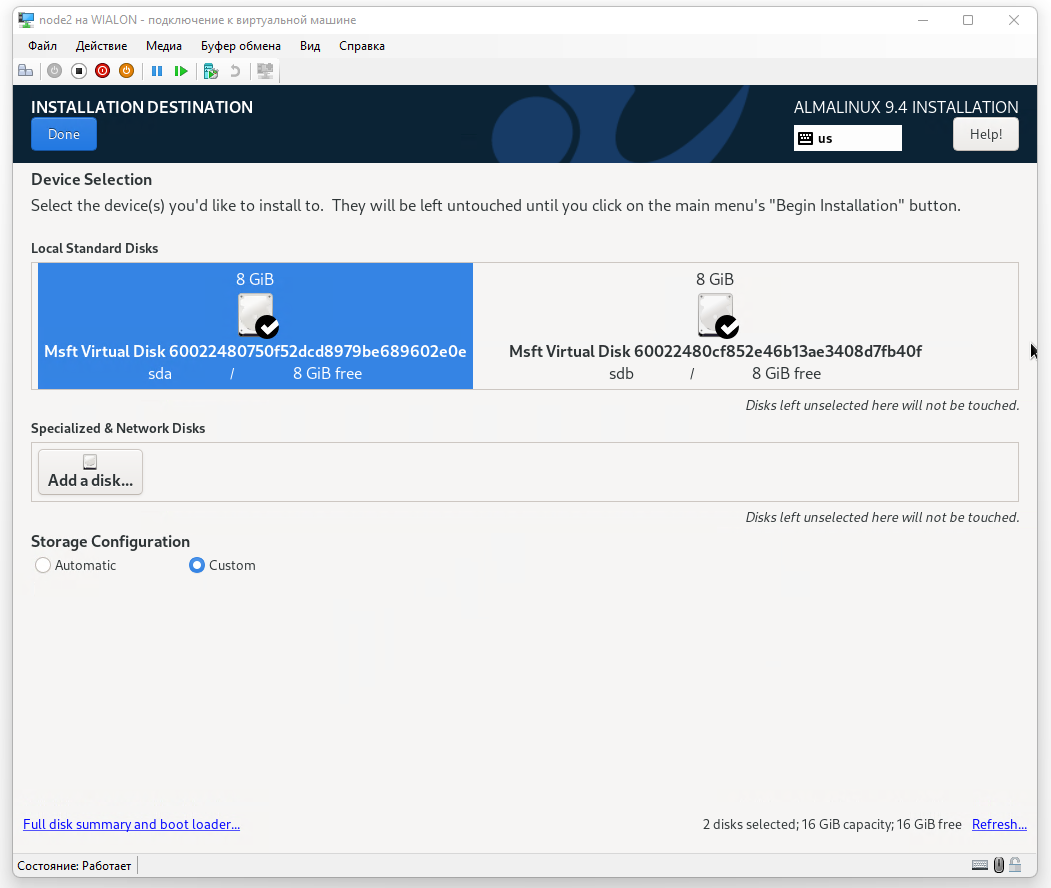 node2 на WIALON - подключение к виртуальной машине
Файл Действие Медиа Буфер обмена Вид Справка
INSTALLATION DESTINATION
ALMALINUX 9.4 INSTALLATION
Done
us
Help!
Device Selection
Select the device(s) you'd like to install to. They will be left untouched until you click on the main menu's "Begin Installation" button.
Local Standard Disks
8 GiB
Msft Virtual Disk 60022480750f52dcd8979be689602e0e
sda / 8 GiB free
8 GiB
Msft Virtual Disk 60022480cf852e46b13ae3408d7fb40f
sdb / 8 GiB free
Disks left unselected here will not be touched.
Specialized & Network Disks
Add a disk...
Disks left unselected here will not be touched.
Storage Configuration
Automatic Custom
Full disk summary and boot loader...
2 disks selected; 16 GiB capacity; 16 GiB free Refresh...
Состояние: Работает